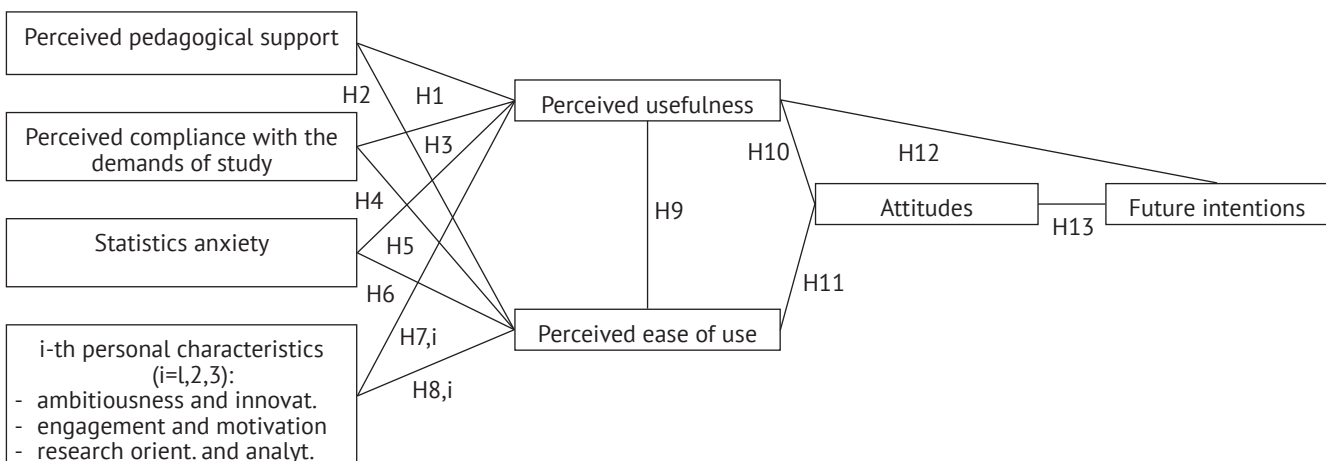 Perceived pedagogical support
H2
H1
Perceived usefulness
Perceived compliance with the
demands of study
H3
H10
H12
H4
H9
Attitudes
Future intentions
H13
Statistics anxiety
H5
H6
H11
i-th personal characteristics
(i=l,2,3):
- ambitiousness and innovat.
- engagement and motivation
- research orient. and analyt.
H7,i
Perceived ease of use
H8,i